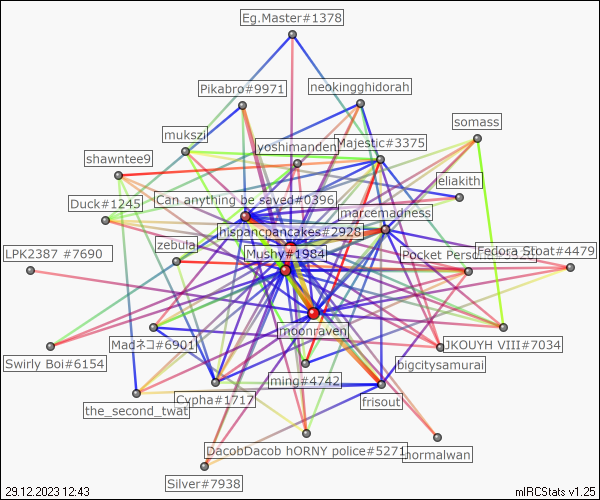 Eg.Master#1378
Pikabro#9971
neokingghidorah
somass
mukszi
yoshimanden
Majestic#3375
shawntee9
eliakith
Duck#1245
Can anything be saved#0396
marcemadness
hispancpancakes#2928
zebula
LPK2387 #7690
Mushy#1984
Pocket Pers
Fedora Stoat#4479
moonraven
Madネコ#6901
JKOUYH VIII#7034
Swirly Boi#6154
bigcitysamurai
ming#4742
Cypha#1717
frisout
the_second_twat
DacobDacob hORNY police#5271
thormalwan
Silver#7938
29.12.2023 12:43
mIRCStats v1.25